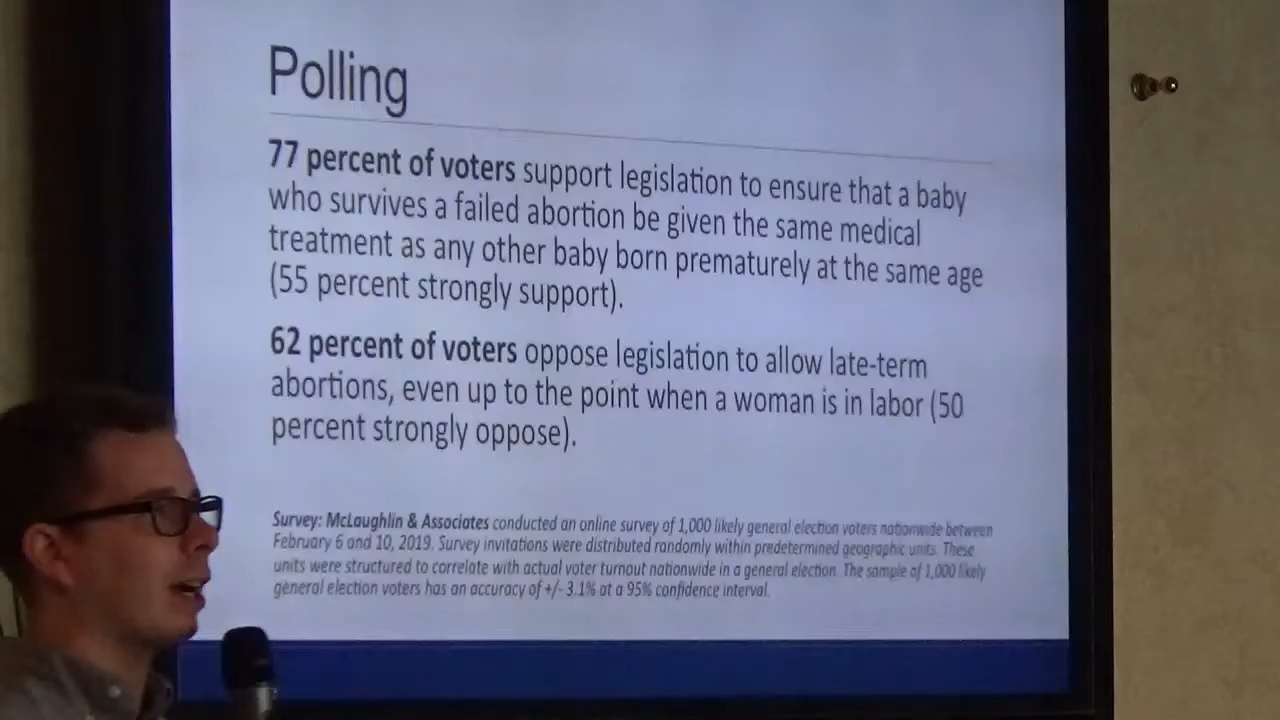 Polling
77 percent of voters support legislation to ensure that a baby
who survives a failed abortion be given the same medical
treatment as any other baby born prematurely at the same age
(55 percent strongly support).
62 percent of voters oppose legislation to allow late-term
abortions, even up to the point when a woman is in labor (50
percent strongly oppose).
Survey: McLaughlin & Associates conducted an online survey of 1,000 likely general election voters nationwide between
February 6 and 10, 2019. Survey invitations were distributed randomly within predetermined geographic units. These
units were structured to correlate with actual voter turnout nationwide in a general election. The sample of 1,000 likely
general election voters has an accuracy of +/- 3.1% at a 95% confidence interval.